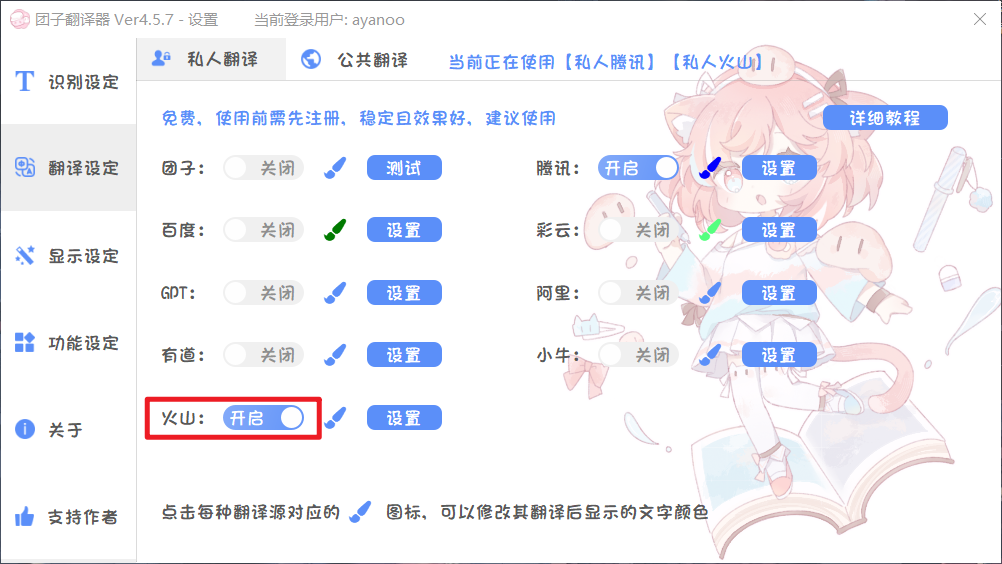 团子翻译器 Ver4.5.7 - 设置 当前登录用户: ayanoo
识别设定
翻译设定
显示设定
功能设定
关于
支持作者
私人翻译 公共翻译 当前正在使用【私人腾讯】【私人火山】
免费, 使用前需先注册, 稳定且效果好, 建议使用 详细教程
团子: 关闭 测试 腾讯: 开启 设置
百度: 关闭 设置 彩云: 关闭 设置
GPT: 关闭 设置 阿里: 关闭 设置
有道: 关闭 设置 小牛: 关闭 设置
火山: 开启 设置
点击每种翻译源对应的 图标, 可以修改其翻译后显示的文字颜色